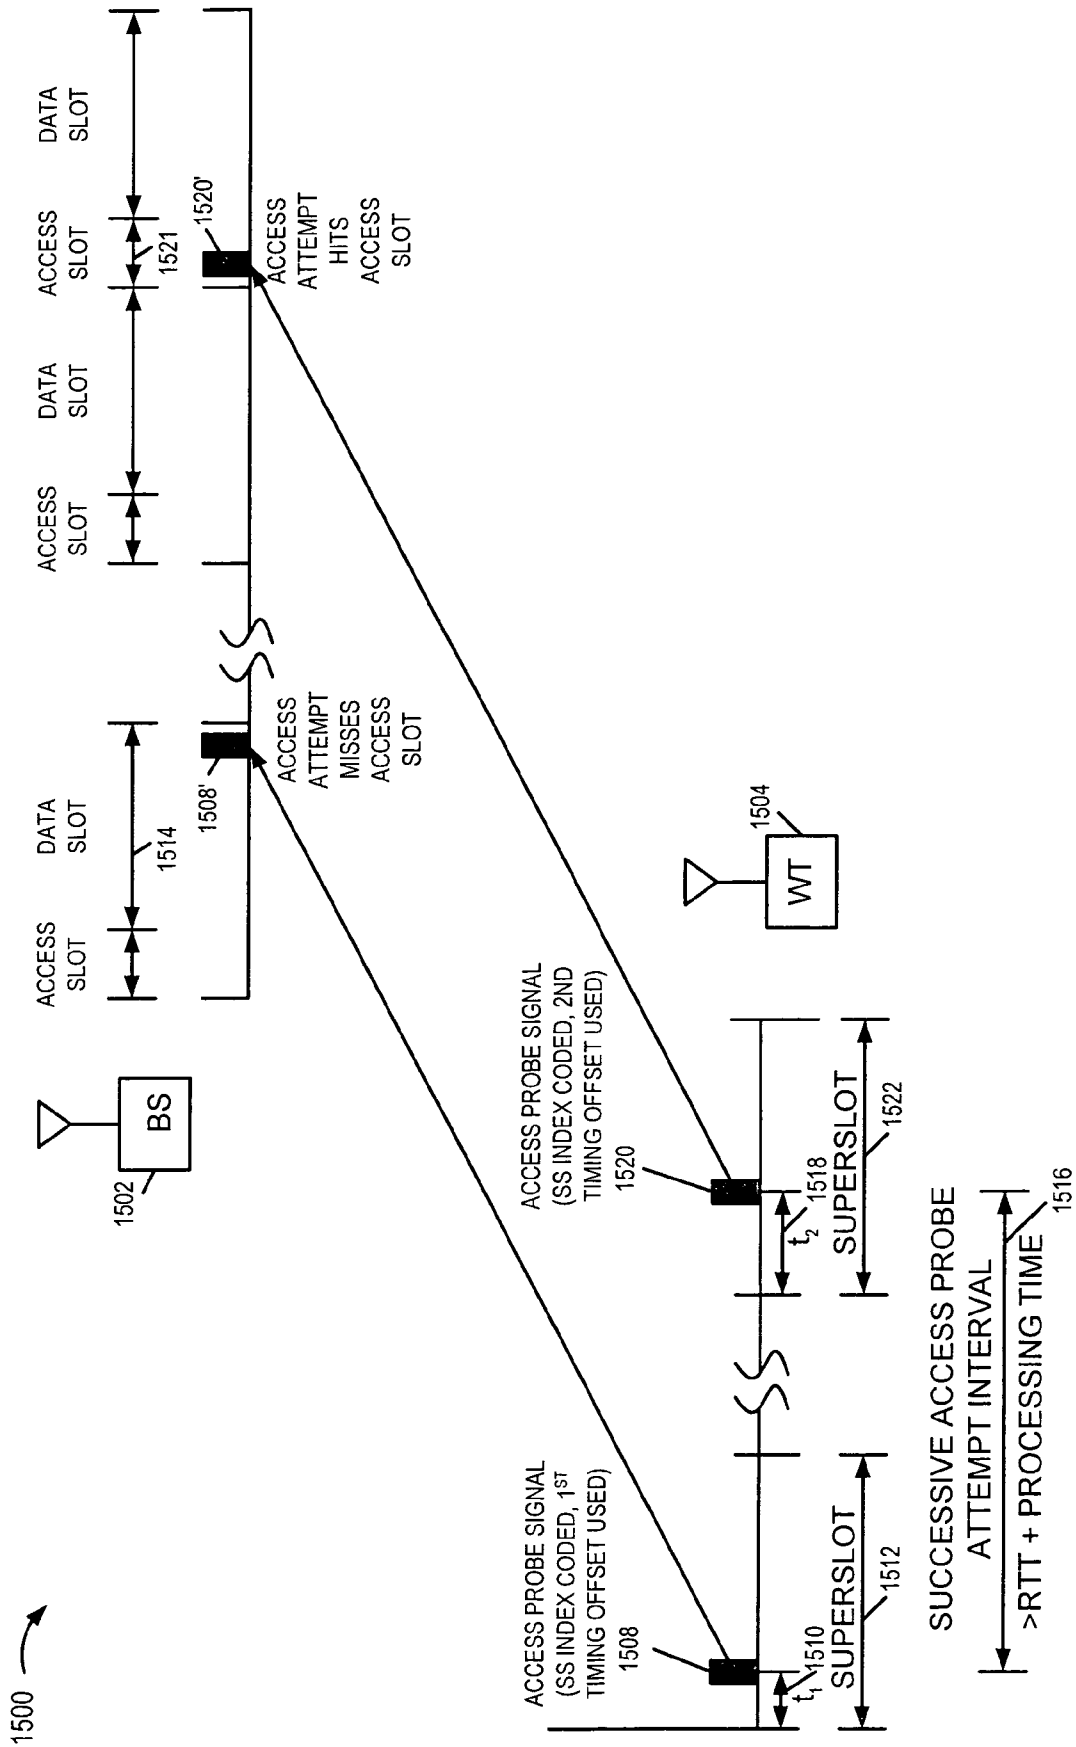 1500
BS
1502
ACCESS
SLOT
DATA
SLOT
1514
ACCESS
SLOT
DATA
SLOT
ACCESS
SLOT
1521
DATA
SLOT
1508'
ACCESS
ATTEMPT
MISSES
ACCESS
SLOT
1520'
ACCESS
ATTEMPT
HITS
ACCESS
SLOT
ACCESS PROBE SIGNAL
(SS INDEX CODED, 1ST
TIMING OFFSET USED)
1508
t1
1510
SUPERSLOT
1512
ACCESS PROBE SIGNAL
(SS INDEX CODED, 2ND
TIMING OFFSET USED)
1520
t2
1518
SUPERSLOT
1522
WT
1504
SUCCESSIVE ACCESS PROBE
ATTEMPT INTERVAL
>RTT + PROCESSING TIME
1516